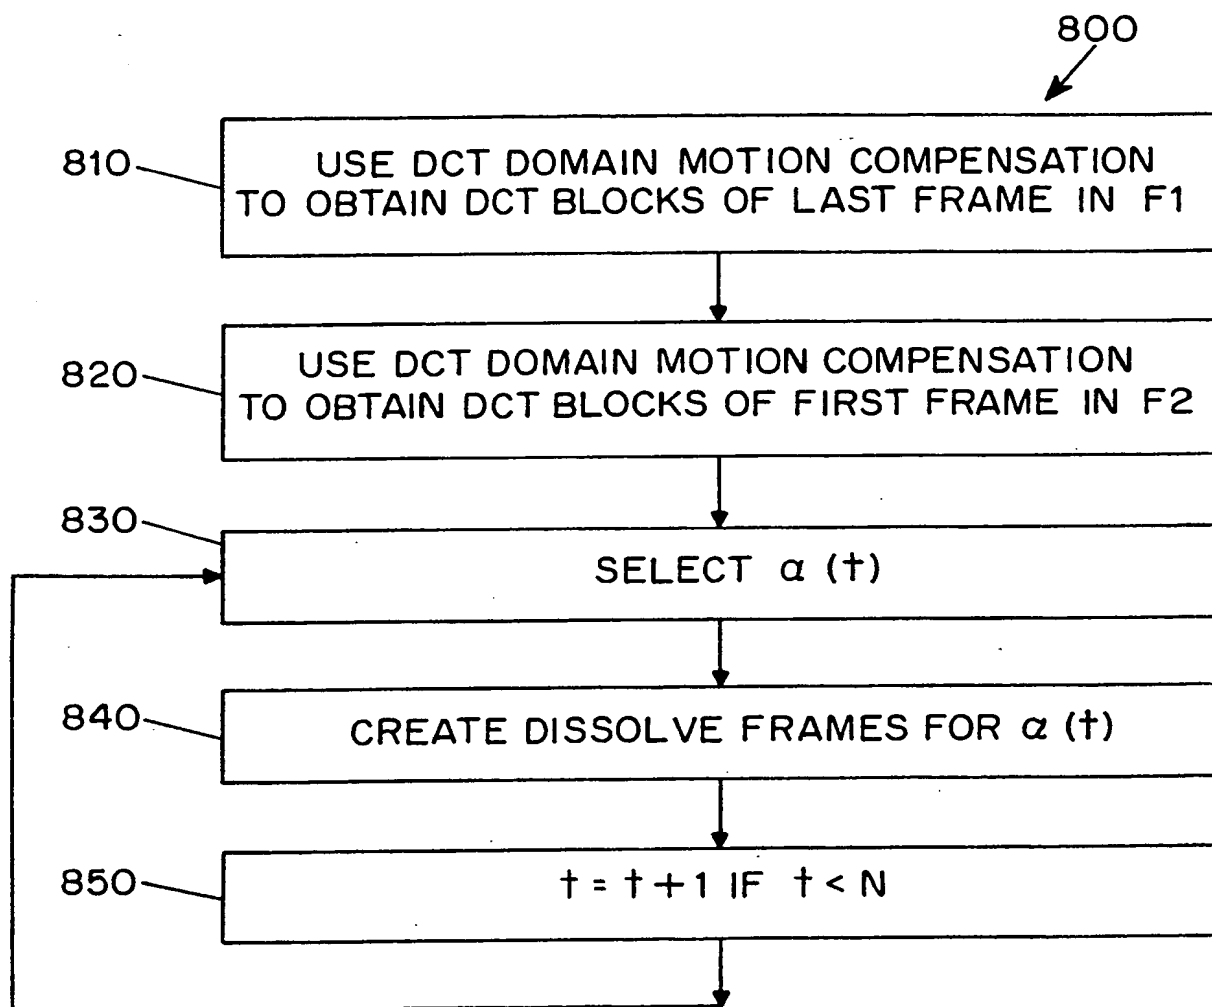 800
810
USE DCT DOMAIN MOTION COMPENSATION
TO OBTAIN DCT BLOCKS OF LAST FRAME IN F1
820
USE DCT DOMAIN MOTION COMPENSATION
TO OBTAIN DCT BLOCKS OF FIRST FRAME IN F2
830
SELECT α (t)
840
CREATE DISSOLVE FRAMES FOR α (t)
850
t = t + 1 IF t < N